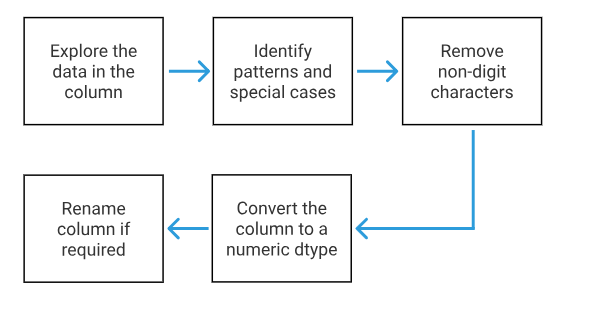 Explore the
data in the
column
Identify
patterns and
special cases
Remove
non-digit
characters
Convert the
column to a
numeric dtype
Rename
column if
required